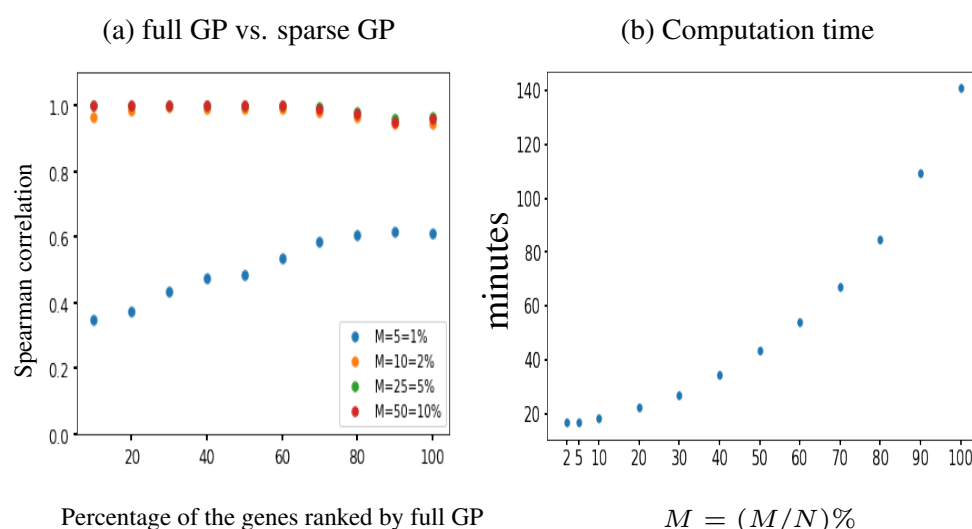 (a) full GP vs. sparse GP
Spearman correlation
1.0
0.8
0.6
0.4
0.2
0.0
M=5=1%
M=10=2%
M=25=5%
M=50=10%
20 40 60 80 100
Percentage of the genes ranked by full GP
(b) Computation time
minutes
140
120
100
80
60
40
20
2 5 10 20 30 40 50 60 70 80 90 100
M = (M/N)%